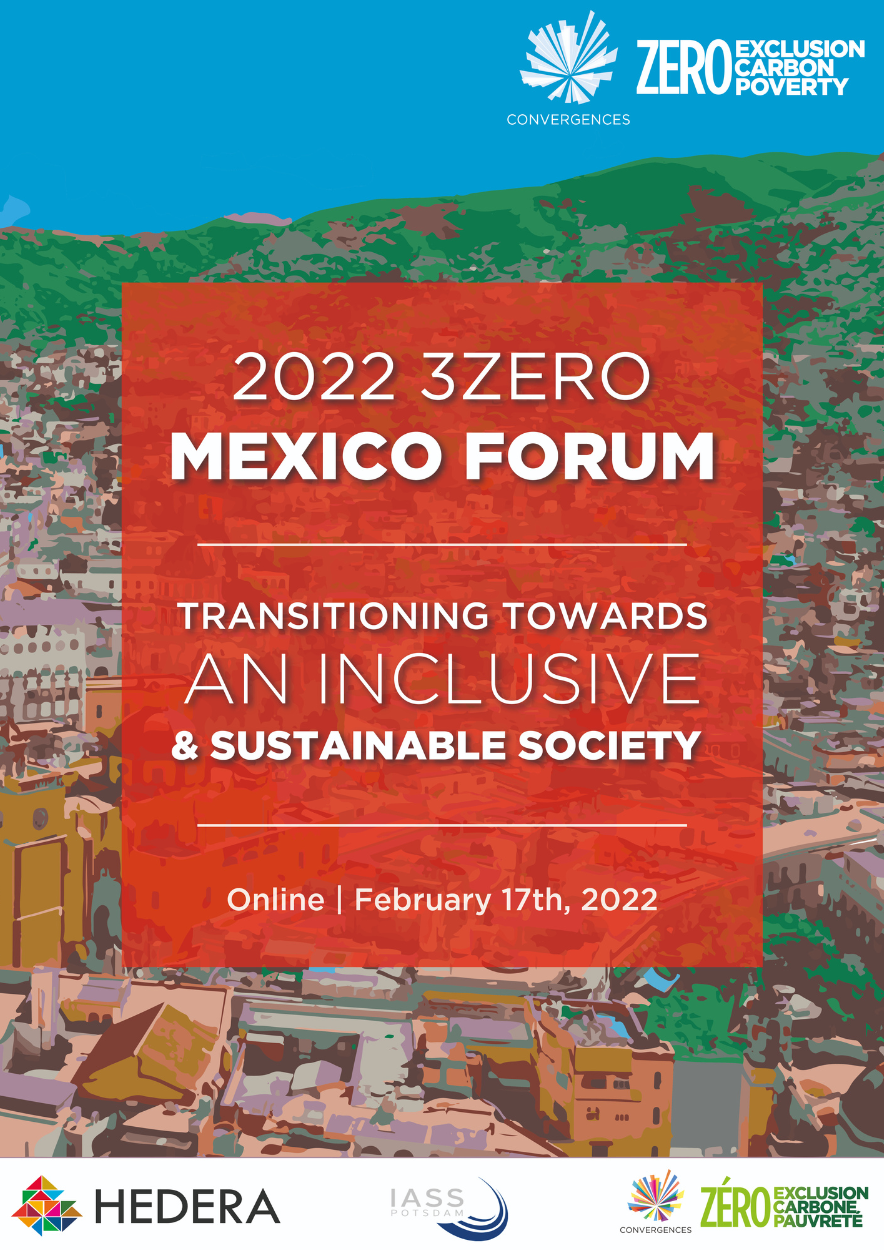 CONVERGENCES
ZERO
EXCLUSION
CARBON
POVERTY
2022 3ZERO
MEXICO FORUM
TRANSITIONING TOWARDS
AN INCLUSIVE
& SUSTAINABLE SOCIETY
Online | February 17th, 2022
HEDERA
IASS
POTSDAM
CONVERGENCES
ZÉRO
EXCLUSION
CARBONE,
PAUVRETÉ